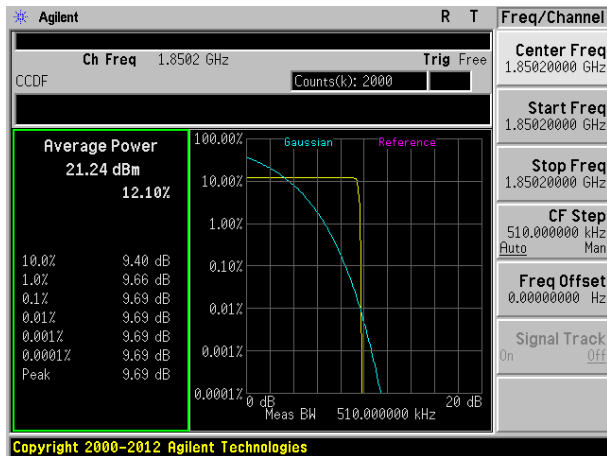 Agilent R T Freq/Channel
Ch Freq 1.8502 GHz Trig Free
CCDF Counts(k): 2000
Average Power
21.24 dBm
12.10%
10.0% 9.40 dB
1.0% 9.66 dB
0.1% 9.69 dB
0.01% 9.69 dB
0.001% 9.69 dB
0.0001% 9.69 dB
Peak 9.69 dB
Gaussian Reference
100.00%
10.00%
1.00%
0.10%
0.01%
0.001%
0.0001%
0 dB 20 dB
Meas BW 510.000000 kHz
Center Freq
1.85020000 GHz
Start Freq
1.85020000 GHz
Stop Freq
1.85020000 GHz
CF Step
510.000000 kHz
Auto Man
Freq Offset
0.00000000 Hz
Signal Track
On Off
Copyright 2000-2012 Agilent Technologies